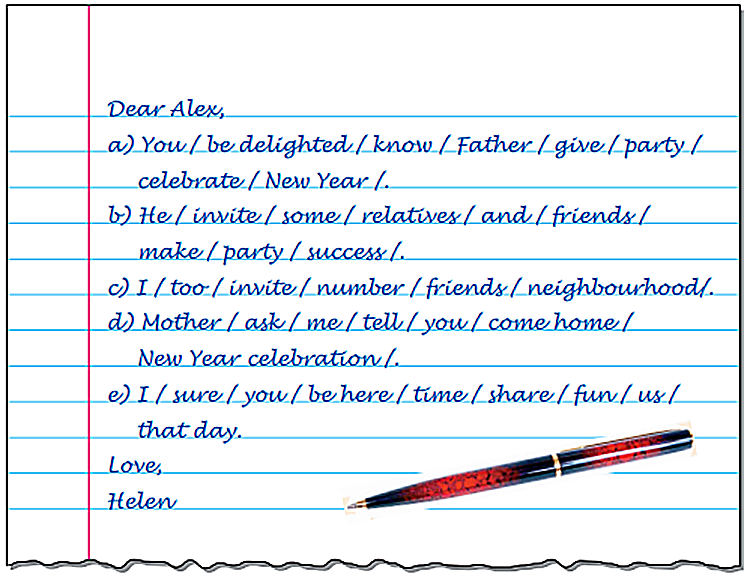 Dear Alex,
a) You / be delighted / know / Father / give / party /
celebrate / New Year /.
b) He / invite / some / relatives / and / friends /
make / party / success /.
c) I / too / invite / number / friends / neighbourhood/.
d) Mother / ask / me / tell / you / come home /
New Year celebration /.
e) I / sure / you / be here / time / share / fun / us /
that day.
Love,
Helen